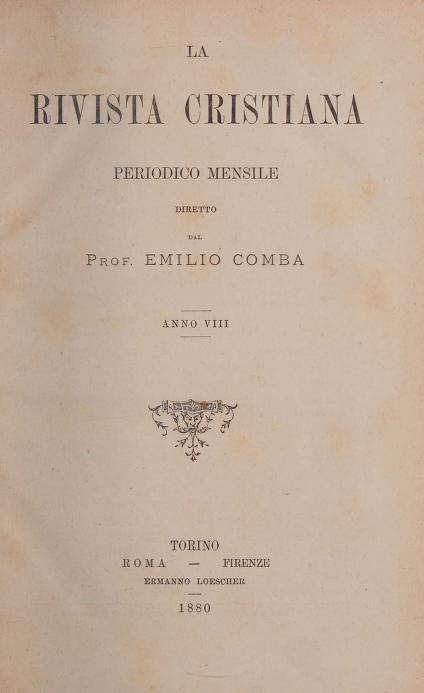 LA
RIVISTA CRISTIANA
PERIODICO MENSILE
DIRETTO
DAL
PROF. EMILIO COMBA
ANNO VIII
TORINO
ROMA — FIRENZE
ERMANNO LOESCHER
1880